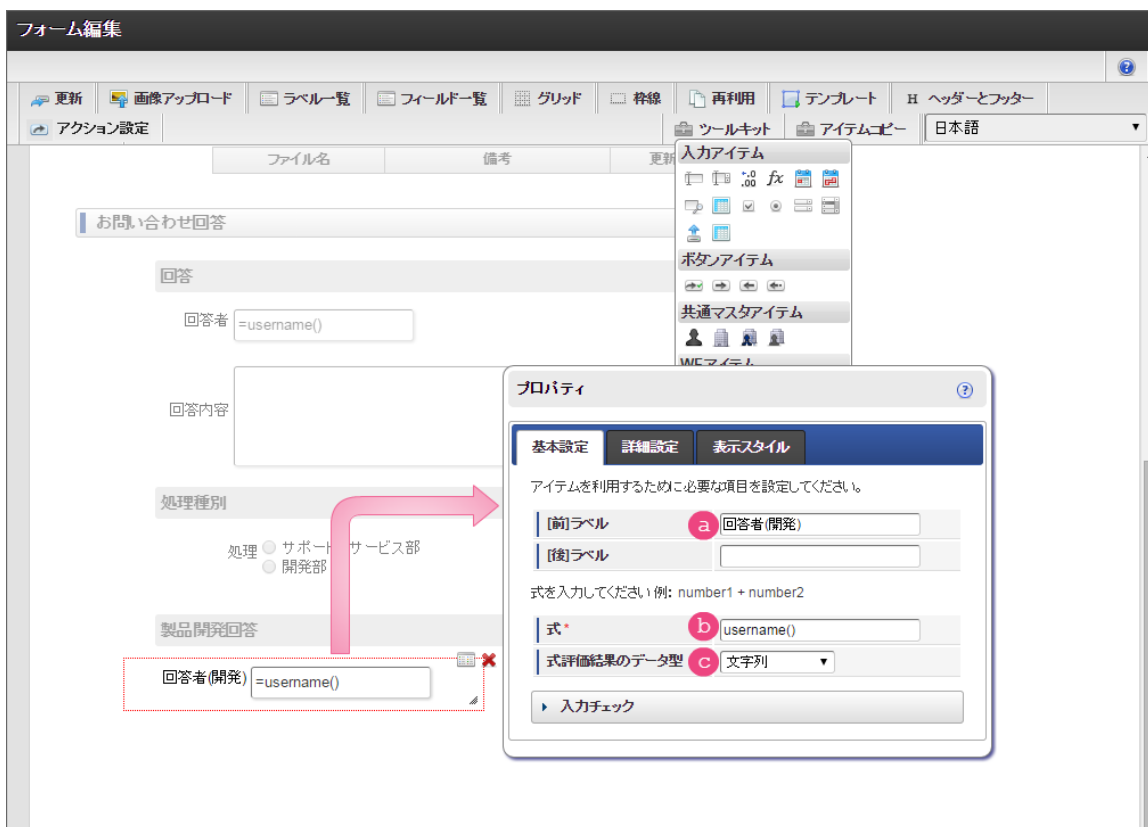 フォーム編集
更新 画像アップロード ラベル一覧 フィールド一覧 グリッド 枠線 再利用 テンプレート H ヘッダーとフッター
アクション設定 ツールキット アイテムコピー 日本語
ファイル名 備考 更新
入力アイテム
+.0
.00 fx
ボタンアイテム
共通マスタアイテム
WFアイテム
お問い合わせ回答
回答
回答者 =username()
回答内容
処理種別
処理 サポート サービス部
開発部
製品開発回答
回答者(開発) =username()
プロパティ
基本設定 詳細設定 表示スタイル
アイテムを利用するために必要な項目を設定してください。
[前]ラベル a 回答者(開発)
[後]ラベル
式を入力してください 例: number1 + number2
式* b username()
式評価結果のデータ型 c 文字列
入力チェック